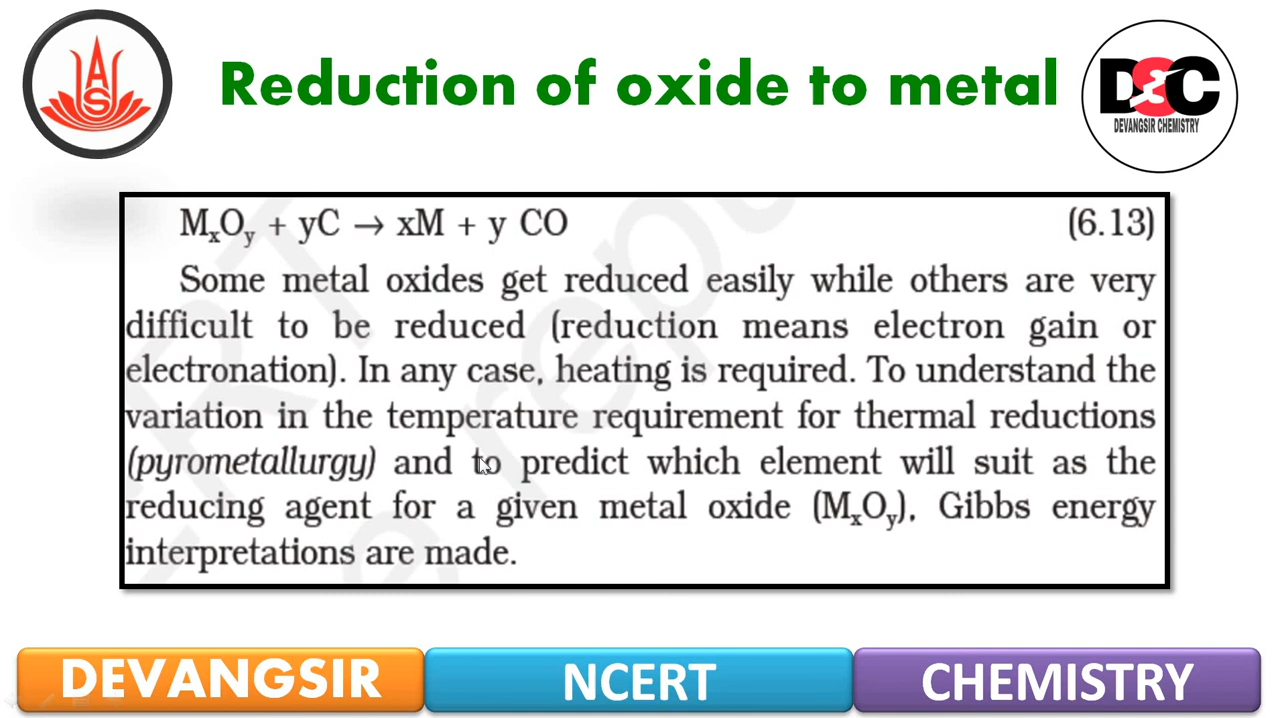 Reduction of oxide to metal
DEC
DEVANGSIR CHEMISTRY
MₓOᵧ + yC → xM + y CO (6.13)
Some metal oxides get reduced easily while others are very
difficult to be reduced (reduction means electron gain or
electronation). In any case, heating is required. To understand the
variation in the temperature requirement for thermal reductions
(pyrometallurgy) and to predict which element will suit as the
reducing agent for a given metal oxide (MₓOᵧ), Gibbs energy
interpretations are made.
DEVANGSIR NCERT CHEMISTRY